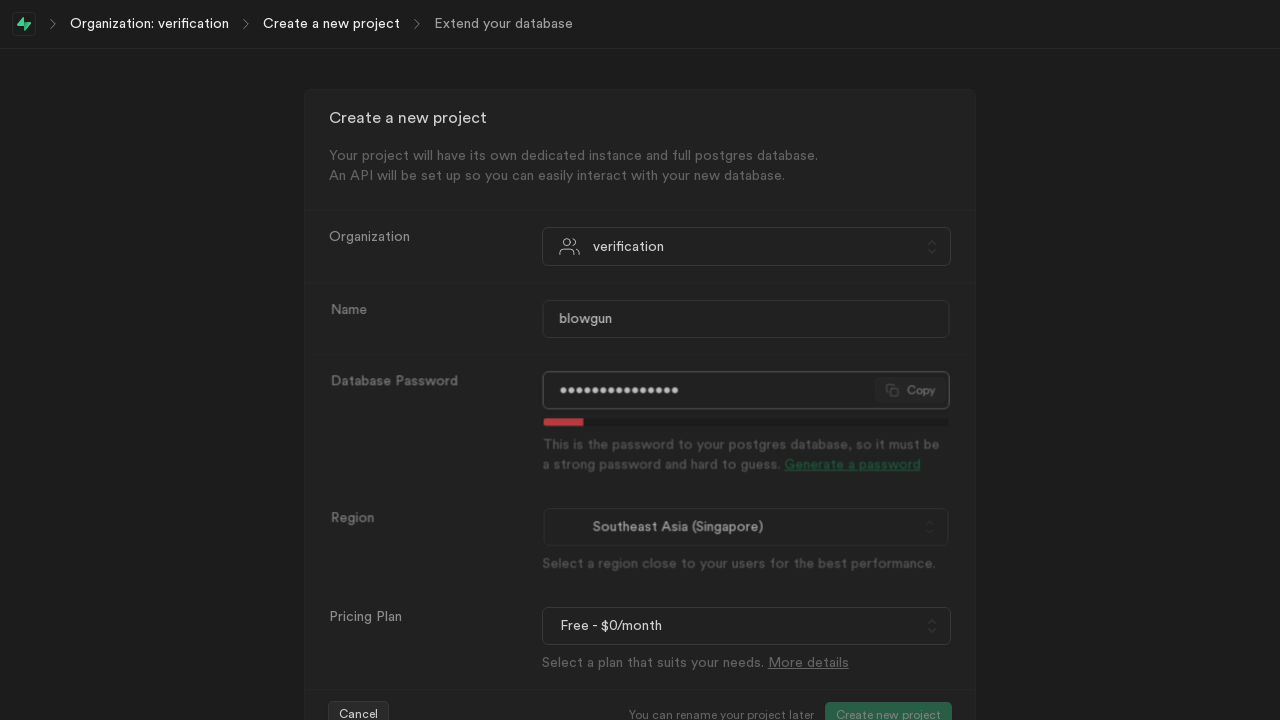 Organization: verification
Create a new project
Extend your database
Create a new project
Your project will have its own dedicated instance and full postgres database.
An API will be set up so you can easily interact with your new database.
Organization
verification
Name
blowgun
Database Password
•••••••••••••••
Copy
This is the password to your postgres database, so it must be
a strong password and hard to guess. Generate a password
Region
Southeast Asia (Singapore)
Select a region close to your users for the best performance.
Pricing Plan
Free - $0/month
Select a plan that suits your needs. More details
Cancel
You can rename your project later
Create new project